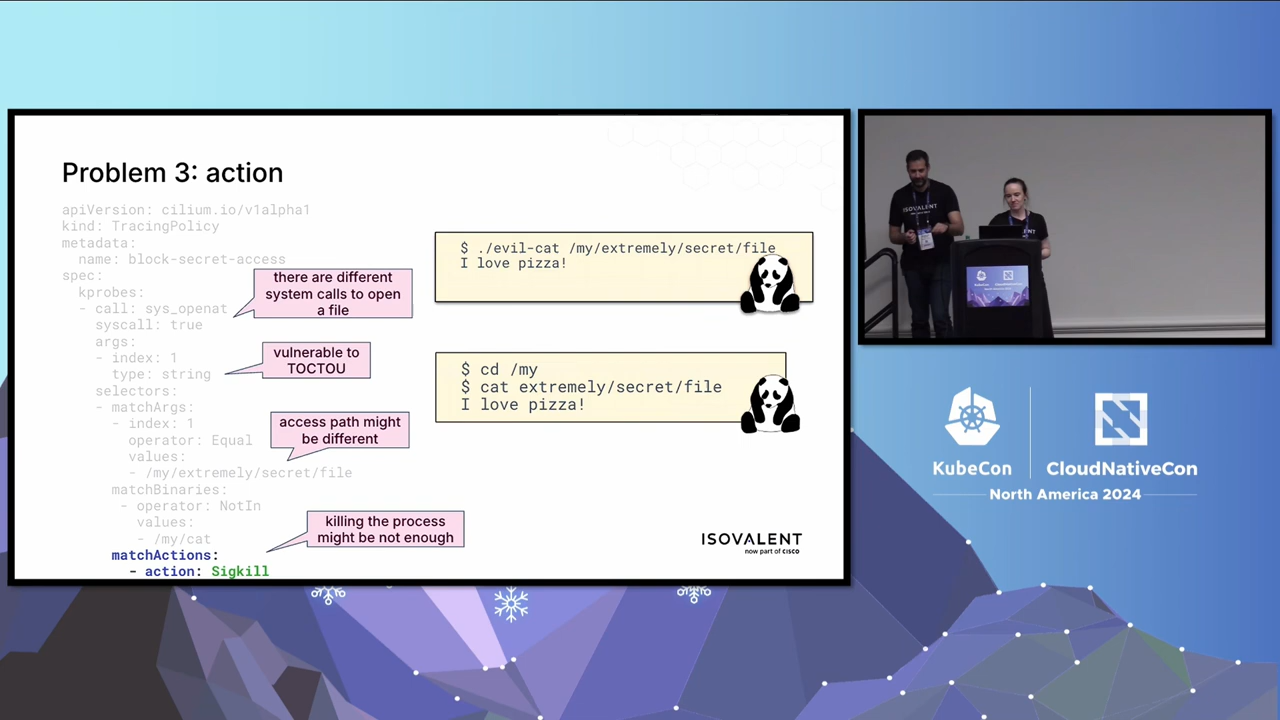 Problem 3: action
apiVersion: cilium.io/v1alpha1
kind: TracingPolicy
metadata:
name: block-secret-access
spec:
kprobes:
- call: sys_openat
syscall: true
args:
- index: 1
type: string
selectors:
- matchArgs:
- index: 1
operator: Equal
values:
- /my/extremely/secret/file
matchBinaries:
- operator: NotIn
values:
- /my/cat
matchActions:
- action: Sigkill
there are different
system calls to open
a file
vulnerable to
TOCTOU
access path might
be different
killing the process
might be not enough
$ ./evil-cat /my/extremely/secret/file
I love pizza!
$ cd /my
$ cat extremely/secret/file
I love pizza!
ISOVALENT
now part of CISCO
ISOVALENT
KubeCon
CloudNativeCon
North America 2024